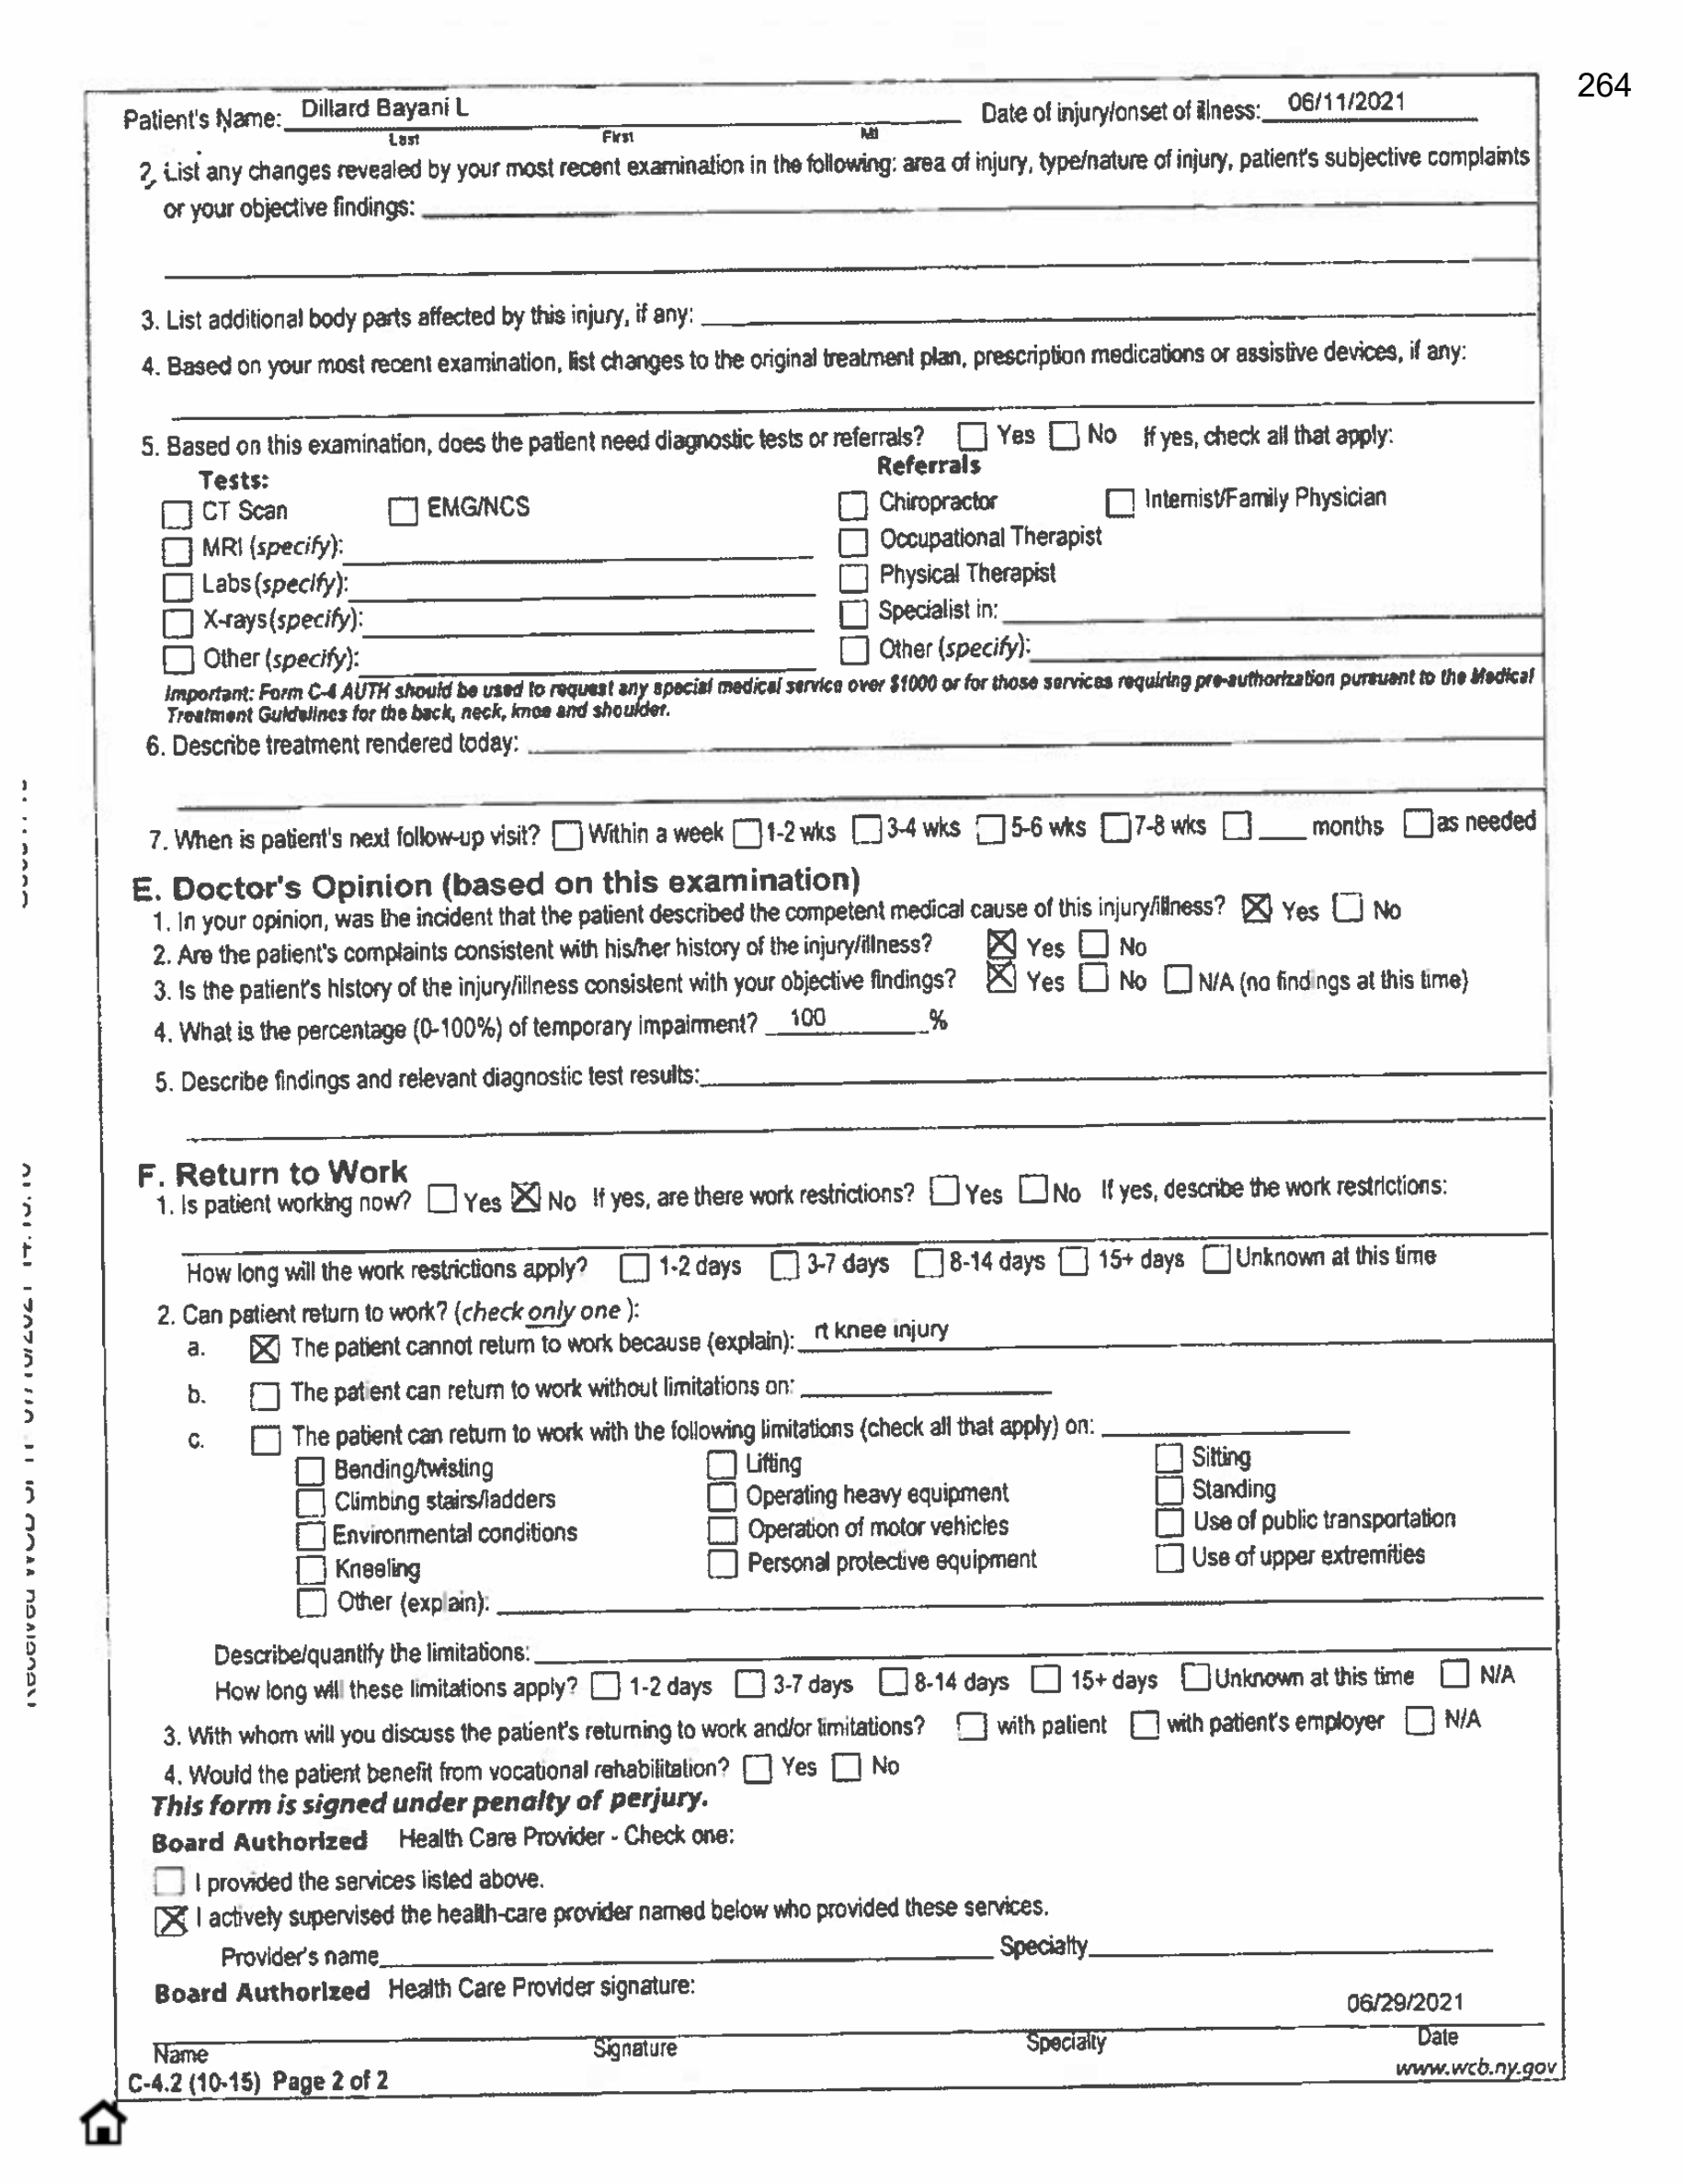 264
Patient's Name: Dillard Bayani L Date of injury/onset of illness: 06/11/2021
Last First MI
2. List any changes revealed by your most recent examination in the following: area of injury, type/nature of injury, patient's subjective complaints
or your objective findings:
3. List additional body parts affected by this injury, if any:
4. Based on your most recent examination, list changes to the original treatment plan, prescription medications or assistive devices, if any:
5. Based on this examination, does the patient need diagnostic tests or referrals? ☐ Yes ☐ No If yes, check all that apply:
Tests: Referrals
☐ CT Scan ☐ EMG/NCS ☐ Chiropractor ☐ Internist/Family Physician
☐ MRI (specify): ☐ Occupational Therapist
☐ Labs (specify): ☐ Physical Therapist
☐ X-rays (specify): ☐ Specialist in:
☐ Other (specify): ☐ Other (specify):
Important: Form C-4 AUTH should be used to request any special medical service over $1000 or for those services requiring pre-authorization pursuant to the Medical
Treatment Guidelines for the back, neck, knee and shoulder.
6. Describe treatment rendered today:
7. When is patient's next follow-up visit? ☐ Within a week ☐ 1-2 wks ☐ 3-4 wks ☐ 5-6 wks ☐ 7-8 wks ☐ ___ months ☐ as needed
E. Doctor's Opinion (based on this examination)
1. In your opinion, was the incident that the patient described the competent medical cause of this injury/illness? ☒ Yes ☐ No
2. Are the patient's complaints consistent with his/her history of the injury/illness? ☒ Yes ☐ No
3. Is the patient's history of the injury/illness consistent with your objective findings? ☒ Yes ☐ No ☐ N/A (no findings at this time)
4. What is the percentage (0-100%) of temporary impairment? 100 %
5. Describe findings and relevant diagnostic test results:
F. Return to Work
1. Is patient working now? ☐ Yes ☒ No If yes, are there work restrictions? ☐ Yes ☐ No If yes, describe the work restrictions:
How long will the work restrictions apply? ☐ 1-2 days ☐ 3-7 days ☐ 8-14 days ☐ 15+ days ☐ Unknown at this time
2. Can patient return to work? (check only one ):
a. ☒ The patient cannot return to work because (explain): rt knee injury
b. ☐ The patient can return to work without limitations on:
c. ☐ The patient can return to work with the following limitations (check all that apply) on:
☐ Bending/twisting ☐ Lifting ☐ Sitting
☐ Climbing stairs/ladders ☐ Operating heavy equipment ☐ Standing
☐ Environmental conditions ☐ Operation of motor vehicles ☐ Use of public transportation
☐ Kneeling ☐ Personal protective equipment ☐ Use of upper extremities
☐ Other (explain):
Describe/quantify the limitations:
How long will these limitations apply? ☐ 1-2 days ☐ 3-7 days ☐ 8-14 days ☐ 15+ days ☐ Unknown at this time ☐ N/A
3. With whom will you discuss the patient's returning to work and/or limitations? ☐ with patient ☐ with patient's employer ☐ N/A
4. Would the patient benefit from vocational rehabilitation? ☐ Yes ☐ No
This form is signed under penalty of perjury.
Board Authorized Health Care Provider - Check one:
☐ I provided the services listed above.
☒ I actively supervised the health-care provider named below who provided these services.
Provider's name Specialty
Board Authorized Health Care Provider signature:
06/29/2021
Name Signature Specialty Date
C-4.2 (10-15) Page 2 of 2 www.wcb.ny.gov